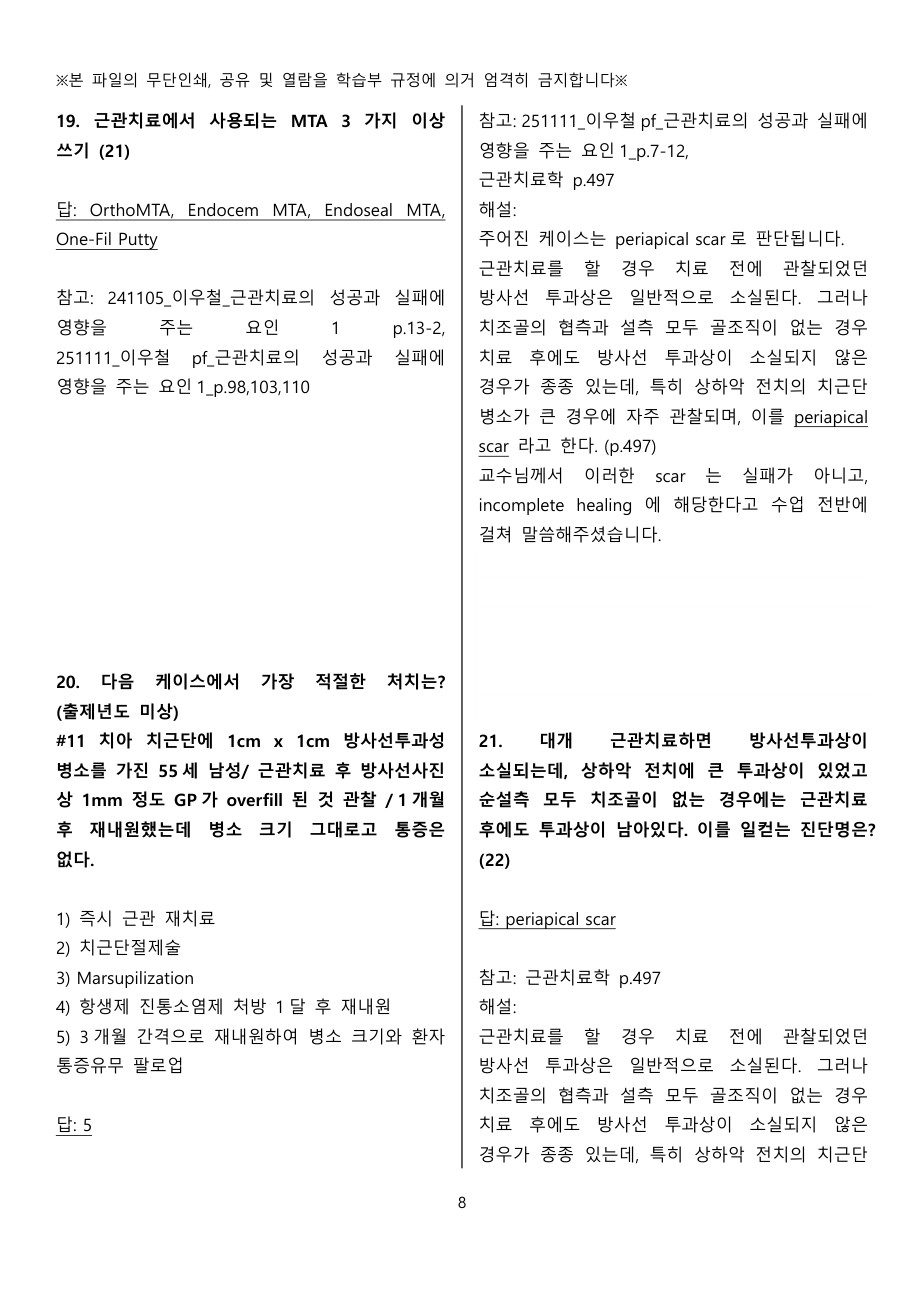 ※본 파일의 무단인쇄, 공유 및 열람을 학습부 규정에 의거 엄격히 금지합니다※
19. 근관치료에서 사용되는 MTA 3 가지 이상
쓰기 (21)
답: OrthoMTA, Endocem MTA, Endoseal MTA,
One-Fil Putty
참고: 241105_이우철_근관치료의 성공과 실패에
영향을 주는 요인 1 p.13-2,
251111_이우철 pf_근관치료의 성공과 실패에
영향을 주는 요인 1_p.98,103,110
20. 다음 케이스에서 가장 적절한 처치는?
(출제년도 미상)
#11 치아 치근단에 1cm x 1cm 방사선투과성
병소를 가진 55 세 남성/ 근관치료 후 방사선사진
상 1mm 정도 GP 가 overfill 된 것 관찰 / 1 개월
후 재내원했는데 병소 크기 그대로고 통증은
없다.
1) 즉시 근관 재치료
2) 치근단절제술
3) Marsupilization
4) 항생제 진통소염제 처방 1 달 후 재내원
5) 3 개월 간격으로 재내원하여 병소 크기와 환자
통증유무 팔로업
답: 5
참고: 251111_이우철 pf_근관치료의 성공과 실패에
영향을 주는 요인 1_p.7-12,
근관치료학 p.497
해설:
주어진 케이스는 periapical scar 로 판단됩니다.
근관치료를 할 경우 치료 전에 관찰되었던
방사선 투과상은 일반적으로 소실된다. 그러나
치조골의 협측과 설측 모두 골조직이 없는 경우
치료 후에도 방사선 투과상이 소실되지 않은
경우가 종종 있는데, 특히 상하악 전치의 치근단
병소가 큰 경우에 자주 관찰되며, 이를 periapical
scar 라고 한다. (p.497)
교수님께서 이러한 scar 는 실패가 아니고,
incomplete healing 에 해당한다고 수업 전반에
걸쳐 말씀해주셨습니다.
21. 대개 근관치료하면 방사선투과상이
소실되는데, 상하악 전치에 큰 투과상이 있었고
순설측 모두 치조골이 없는 경우에는 근관치료
후에도 투과상이 남아있다. 이를 일컫는 진단명은?
(22)
답: periapical scar
참고: 근관치료학 p.497
해설:
근관치료를 할 경우 치료 전에 관찰되었던
방사선 투과상은 일반적으로 소실된다. 그러나
치조골의 협측과 설측 모두 골조직이 없는 경우
치료 후에도 방사선 투과상이 소실되지 않은
경우가 종종 있는데, 특히 상하악 전치의 치근단
8